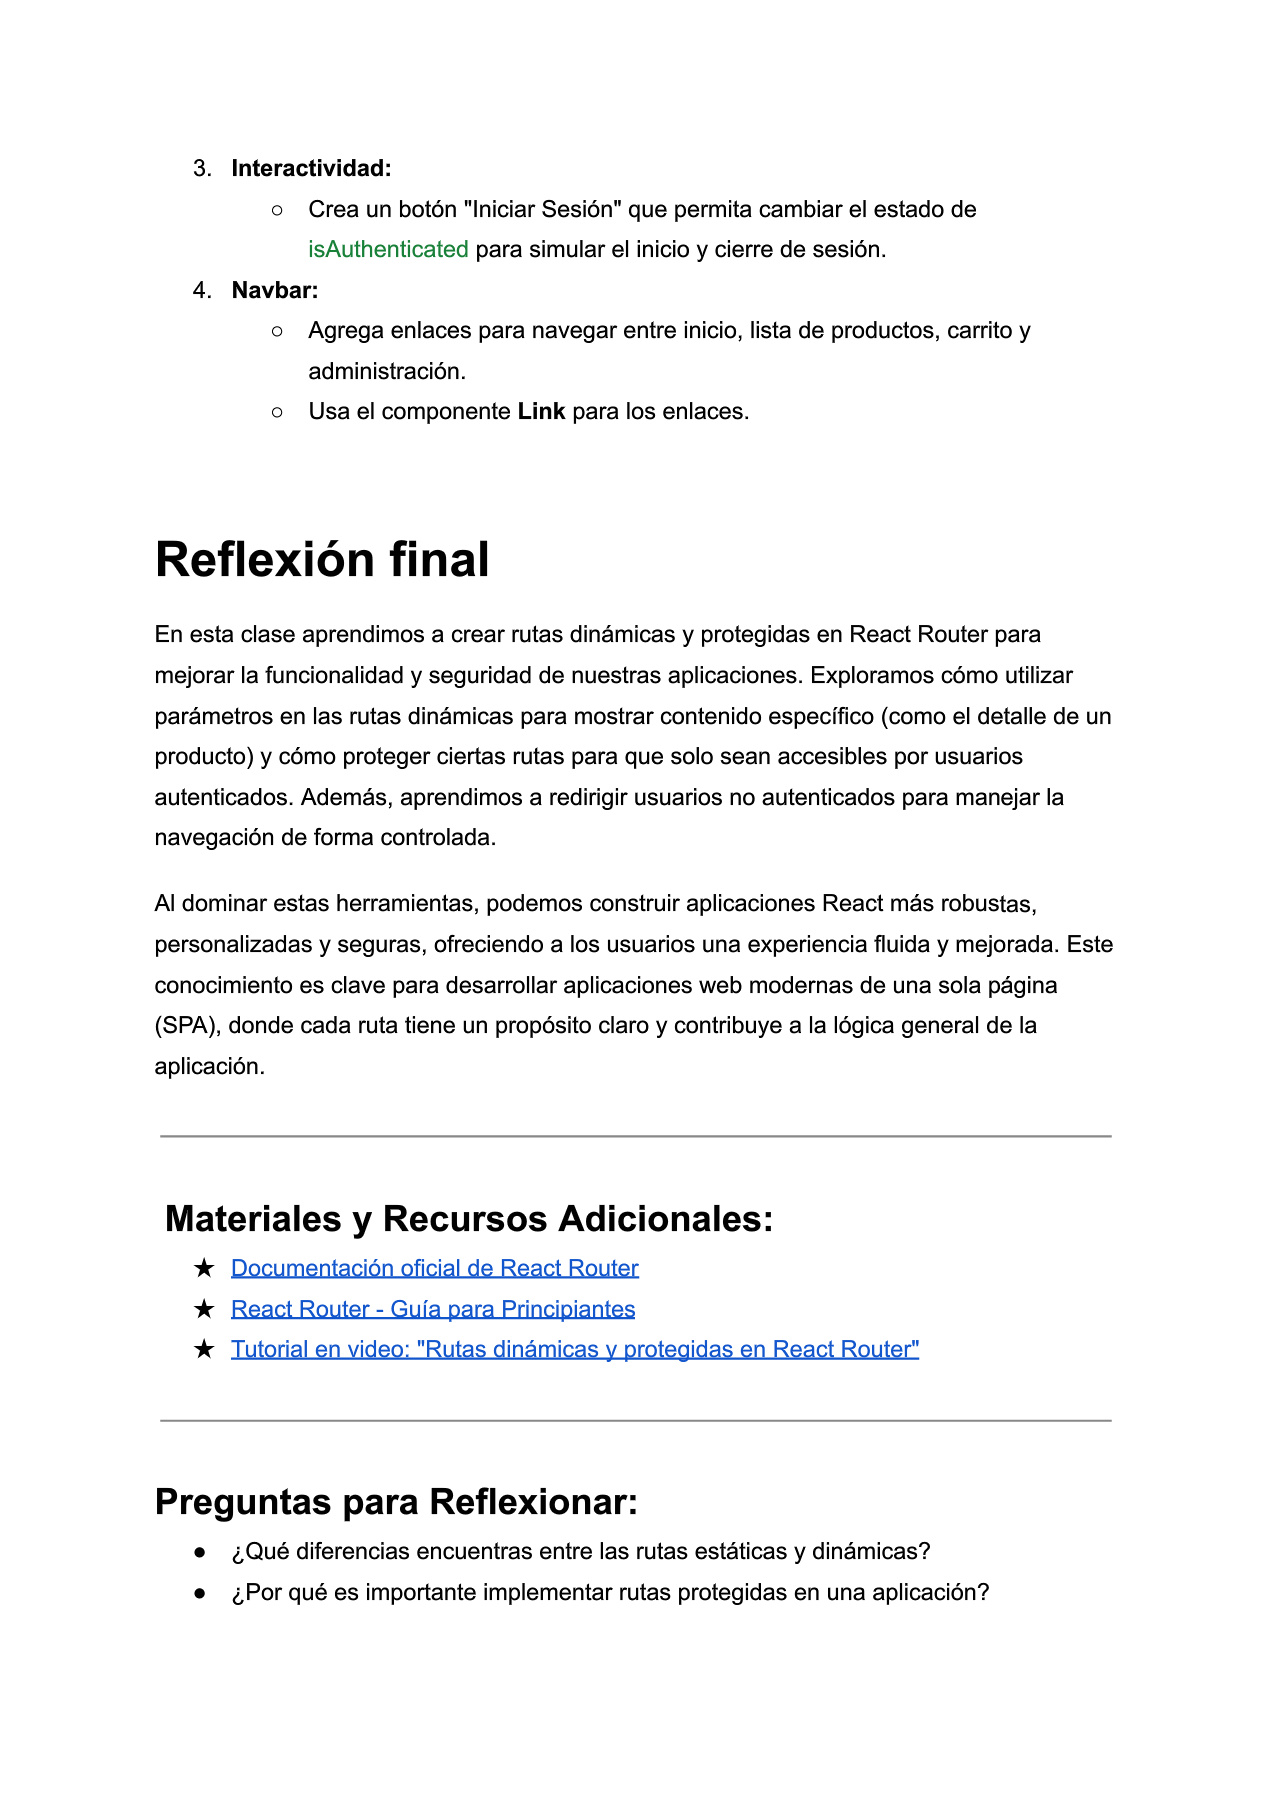 3. Interactividad:
○ Crea un botón "Iniciar Sesión" que permita cambiar el estado de
isAuthenticated para simular el inicio y cierre de sesión.
4. Navbar:
○ Agrega enlaces para navegar entre inicio, lista de productos, carrito y
administración.
○ Usa el componente Link para los enlaces.
Reflexión final
En esta clase aprendimos a crear rutas dinámicas y protegidas en React Router para
mejorar la funcionalidad y seguridad de nuestras aplicaciones. Exploramos cómo utilizar
parámetros en las rutas dinámicas para mostrar contenido específico (como el detalle de un
producto) y cómo proteger ciertas rutas para que solo sean accesibles por usuarios
autenticados. Además, aprendimos a redirigir usuarios no autenticados para manejar la
navegación de forma controlada.
Al dominar estas herramientas, podemos construir aplicaciones React más robustas,
personalizadas y seguras, ofreciendo a los usuarios una experiencia fluida y mejorada. Este
conocimiento es clave para desarrollar aplicaciones web modernas de una sola página
(SPA), donde cada ruta tiene un propósito claro y contribuye a la lógica general de la
aplicación.
Materiales y Recursos Adicionales:
★ Documentación oficial de React Router
★ React Router - Guía para Principiantes
★ Tutorial en video: "Rutas dinámicas y protegidas en React Router"
Preguntas para Reflexionar:
● ¿Qué diferencias encuentras entre las rutas estáticas y dinámicas?
● ¿Por qué es importante implementar rutas protegidas en una aplicación?